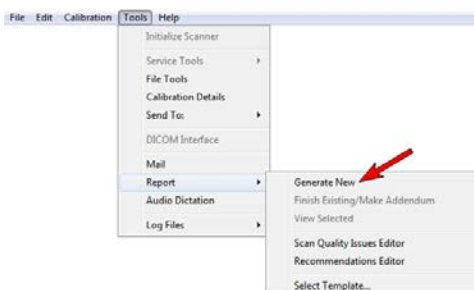 File Edit Calibration Tools Help
Initialize Scanner
Service Tools
File Tools
Calibration Details
Send To:
DICOM Interface
Mail
Report
Audio Dictation
Log Files
Generate New
Finish Existing/Make Addendum
View Selected
Scan Quality Issues Editor
Recommendations Editor
Select Template...